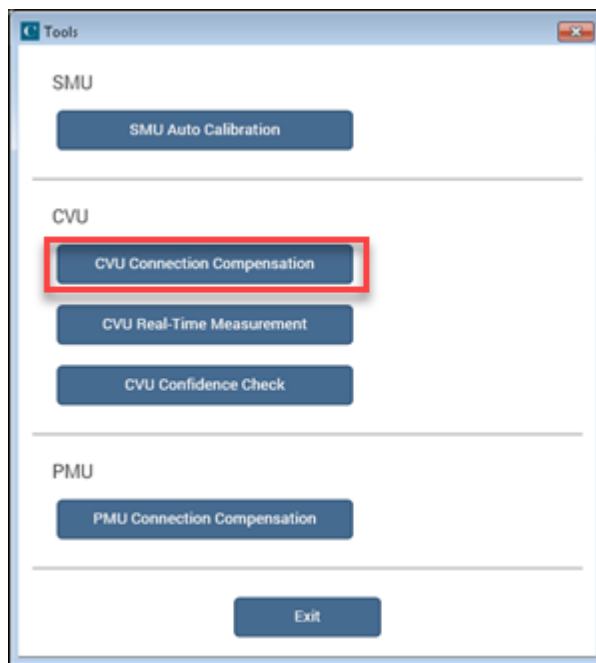 Tools
SMU
SMU Auto Calibration
CVU
CVU Connection Compensation
CVU Real-Time Measurement
CVU Confidence Check
PMU
PMU Connection Compensation
Exit